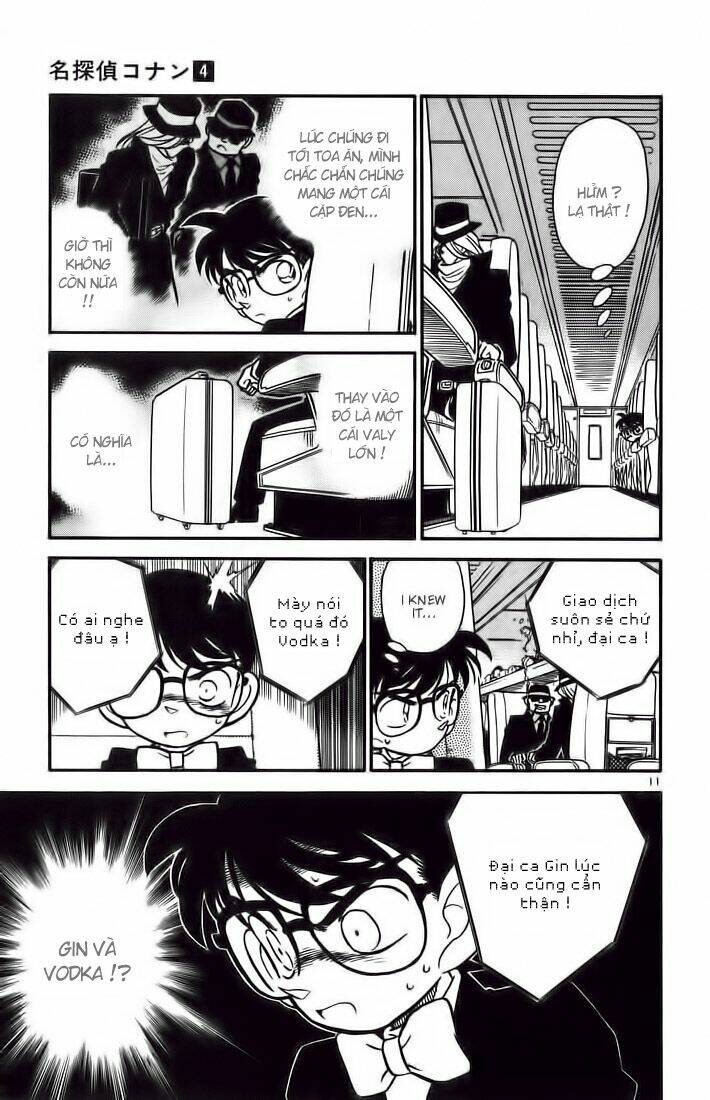 名探偵コナン 4
HỬM ?
LẠ THẬT !
LÚC CHÚNG ĐI
TỚI TOA ĂN, MÌNH
CHẮC CHẮN CHÚNG
MANG MỘT CÁI
CẶP ĐEN...
GIỜ THÌ
KHÔNG
CÒN NỮA
!!
THAY VÀO
ĐÓ LÀ MỘT
CÁI VALY
LỚN !
CÓ NGHĨA
LÀ...
Giao dịch
suôn sẻ chứ
nhỉ, đại ca !
I KNEW
IT...
Mày nói
to quá đó
Vodka !
Có ai nghe
đâu ạ !
11
Đại ca Gin lúc
nào cũng cẩn
thận !
GIN VÀ
VODKA !?